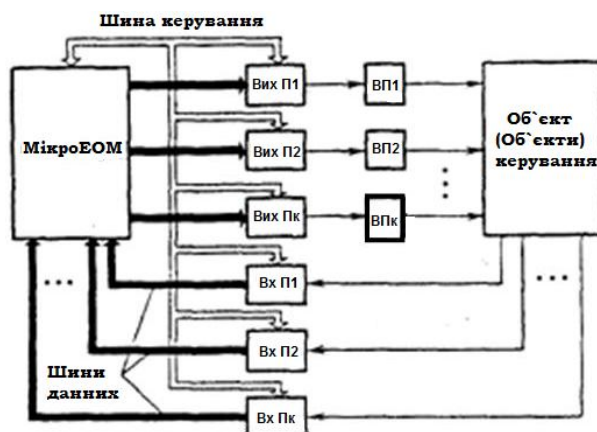 Шина керування
МікроЕОМ
Вих П1
ВП1
Об`єкт
(Об`єкти)
керування
Вих П2
ВП2
Вих Пк
ВПк
Вх П1
Вх П2
Шини
данних
Вх Пк